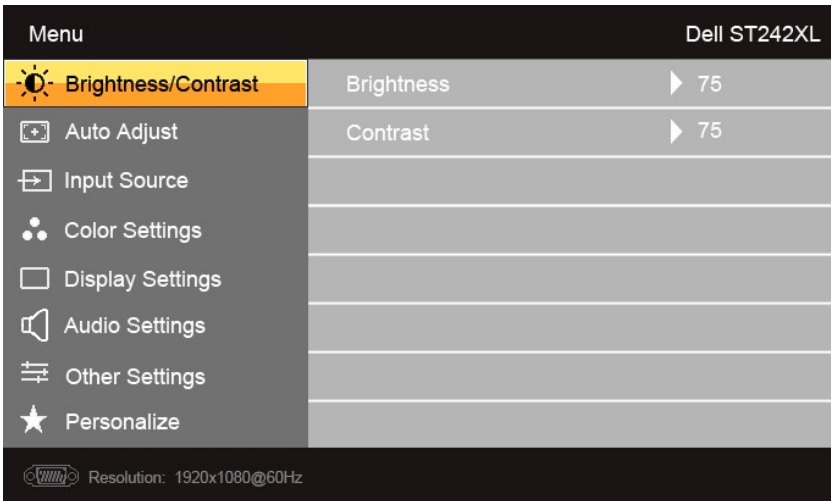 Menu Dell ST242XL
Brightness/Contrast Brightness 75
Auto Adjust Contrast 75
Input Source
Color Settings
Display Settings
Audio Settings
Other Settings
Personalize
Resolution: 1920x1080@60Hz